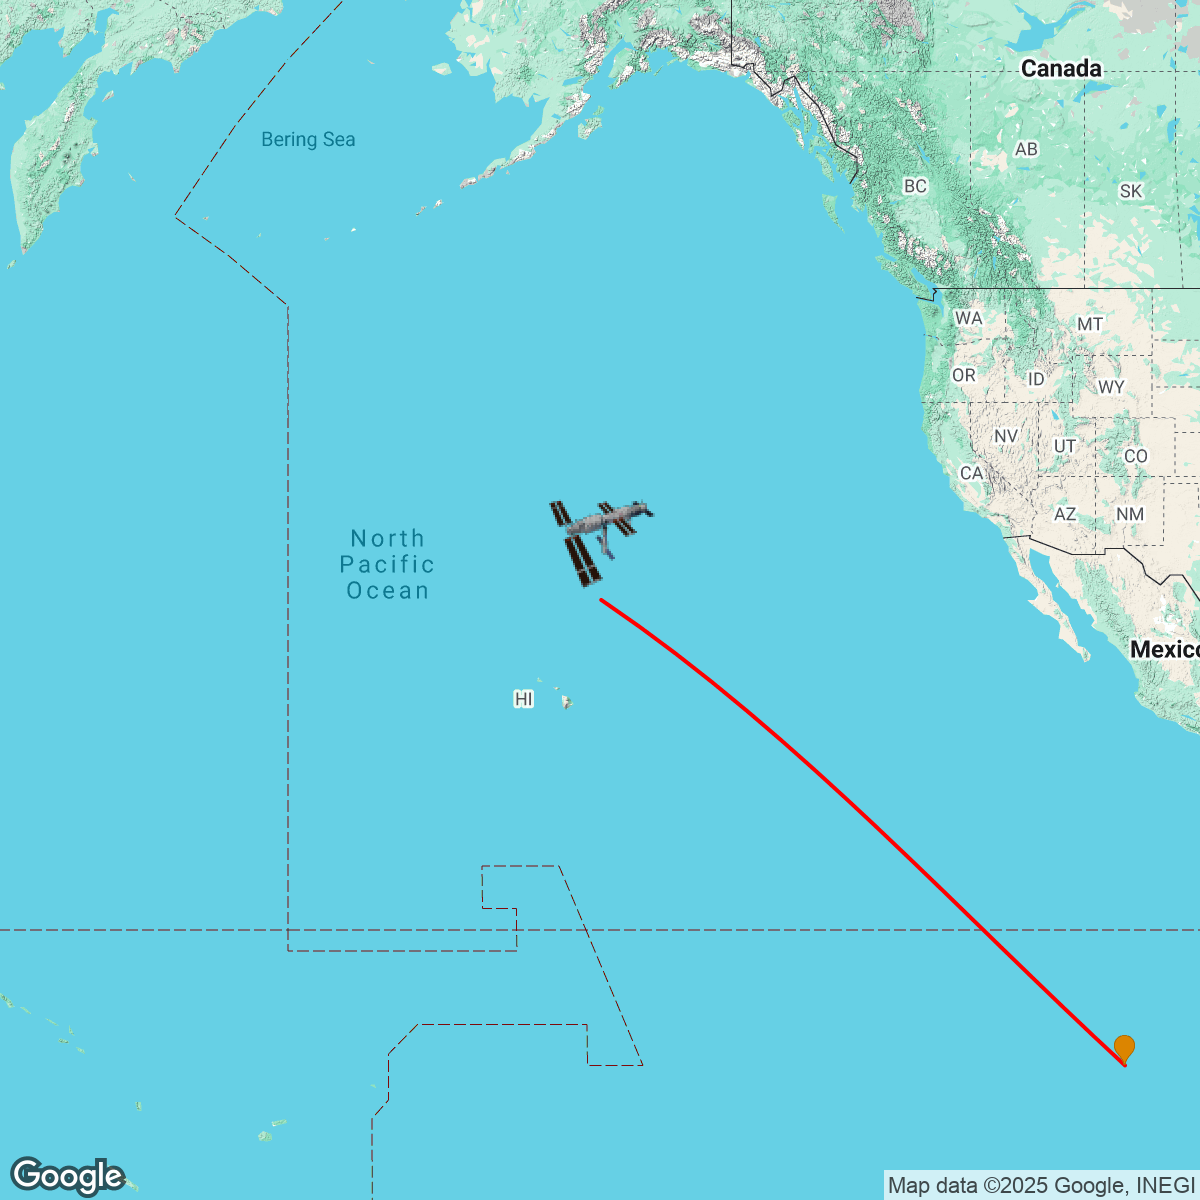 Canada
Bering Sea
AB
BC
SK
WA
MT
OR
ID
WY
NV
UT
CO
CA
AZ
NM
North
Pacific
Ocean
Mexico
HI
Google
Map data ©2025 Google, INEGI